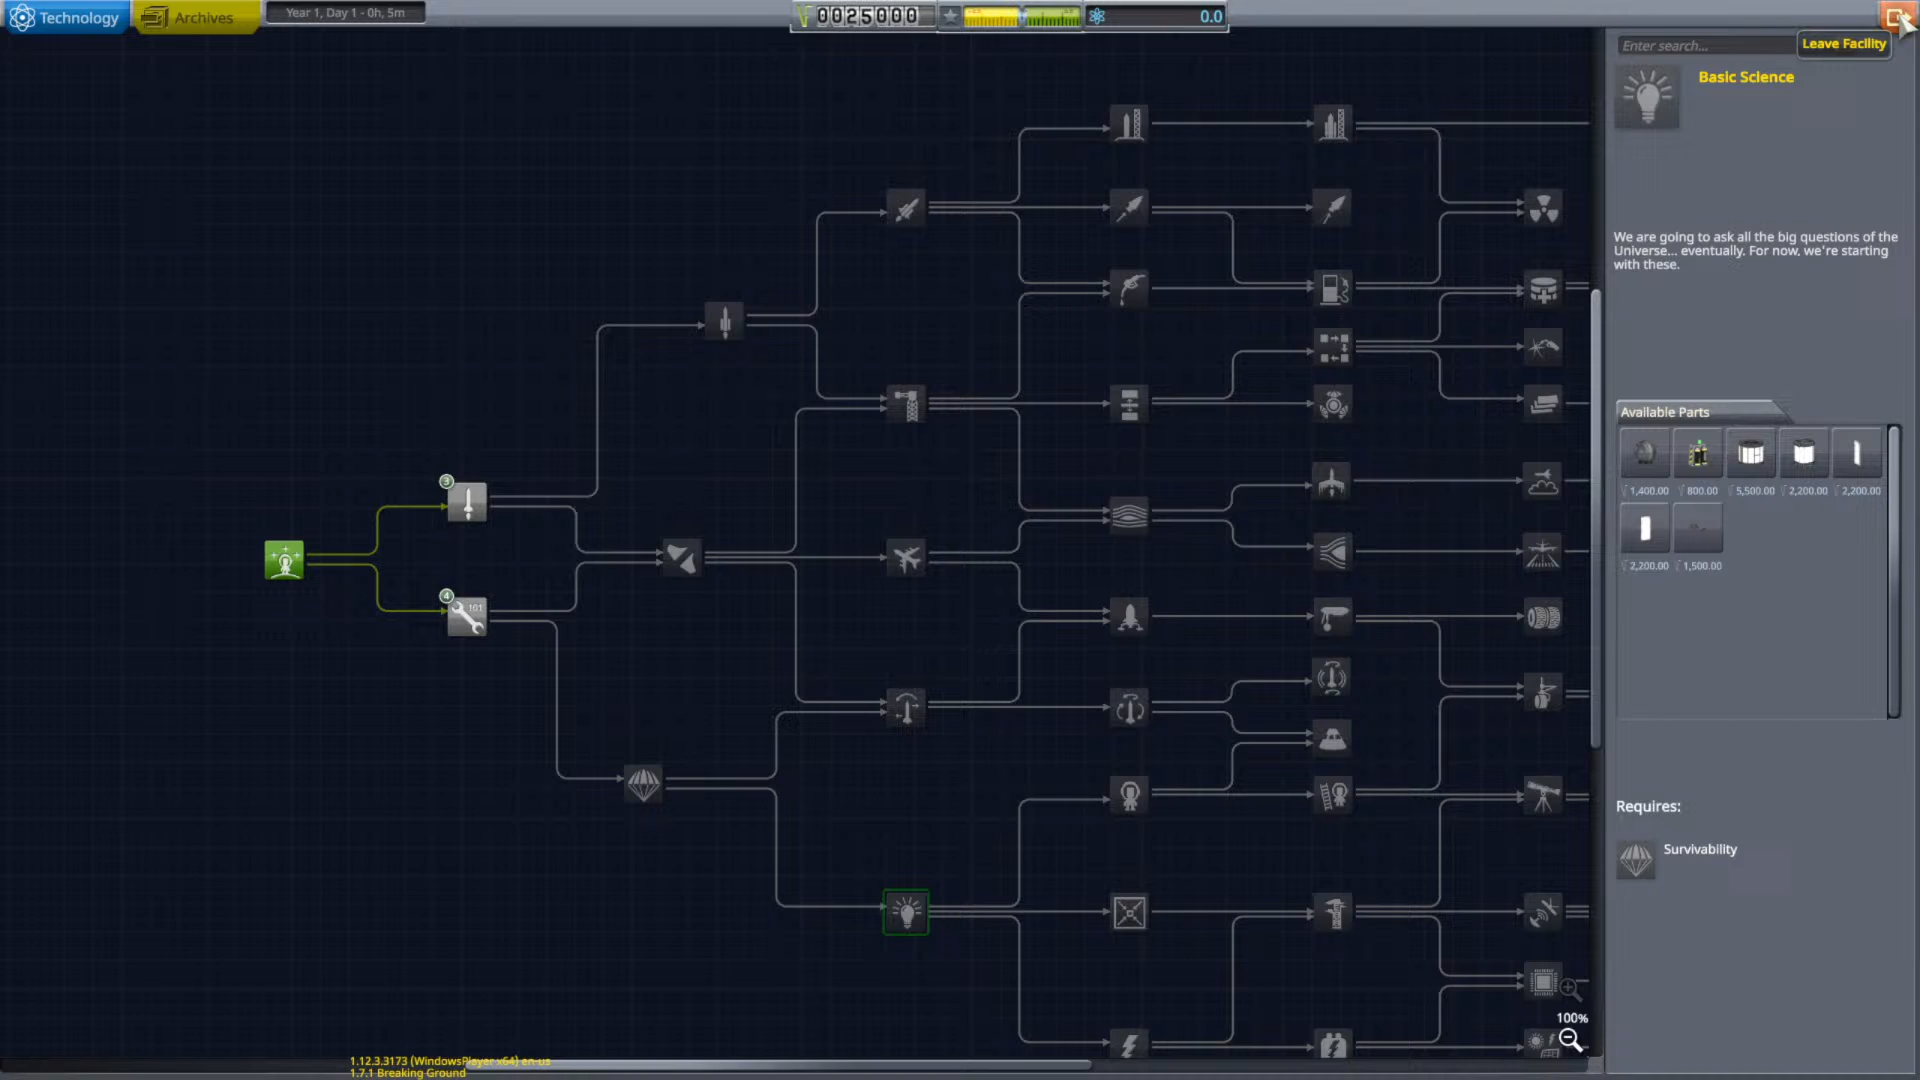 Technology
Archives
Year 1, Day 1 - 0h, 5m
0025000
0.0
Enter search...
Leave Facility
Basic Science
We are going to ask all the big questions of the
Universe... eventually. For now, we're starting
with these.
Available Parts
1,400.00
800.00
5,500.00
2,200.00
2,200.00
2,200.00
1,500.00
Requires:
Survivability
3
4
101
100%
1.12.3.3173 (WindowsPlayer x64) en-us
1.7.1 Breaking Ground